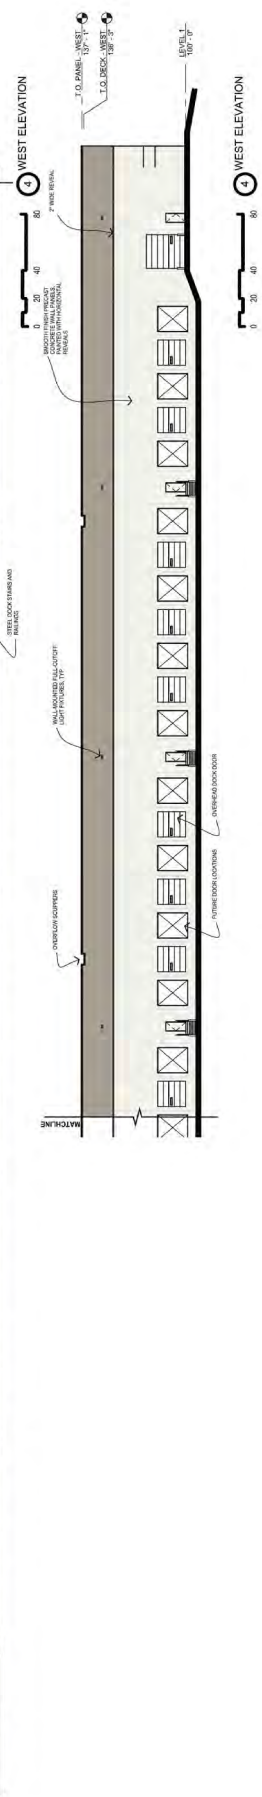 STEEL DOCK STAIRS AND
RAILINGS
0 20 40 80
4 WEST ELEVATION
MATCHLINE
OVERFLOW SCUPPERS
WALL-MOUNTED FULL-CUTOFF
LIGHT FIXTURES, TYP
SMOOTH FINISH PRECAST
CONCRETE WALL PANELS,
PAINTED WITH HORIZONTAL
REVEALS
2" WIDE REVEAL
T.O. PANEL - WEST
137' - 1"
T.O. DECK - WEST
136' - 3"
LEVEL 1
100' - 0"
FUTURE DOOR LOCATIONS
OVERHEAD DOCK DOOR
0 20 40 80
4 WEST ELEVATION